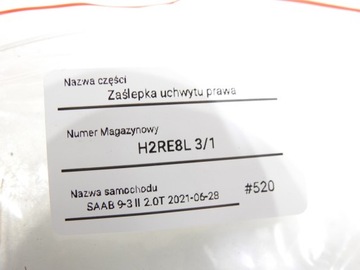 Nazwa części
Zaślepka uchwytu prawa
Numer Magazynowy
H2RE8L 3/1
Nazwa samochodu
#520
SAAB 9-3 II 2.0T 2021-06-28